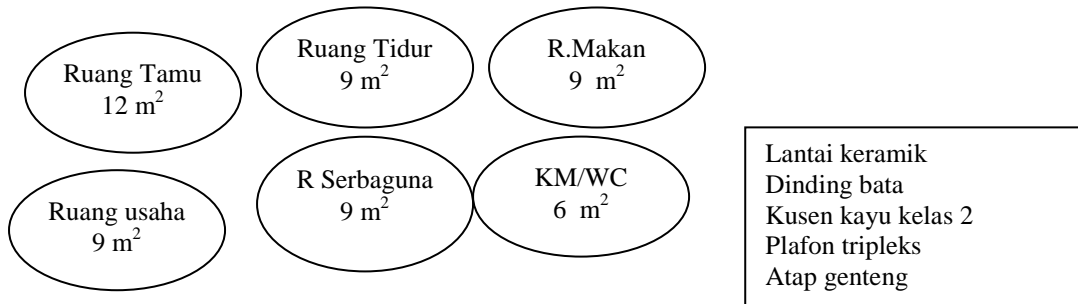 Ruang Tamu
12 m²
Ruang Tidur
9 m²
R.Makan
9 m²
Ruang usaha
9 m²
R Serbaguna
9 m²
KM/WC
6 m²
Lantai keramik
Dinding bata
Kusen kayu kelas 2
Plafon tripleks
Atap genteng